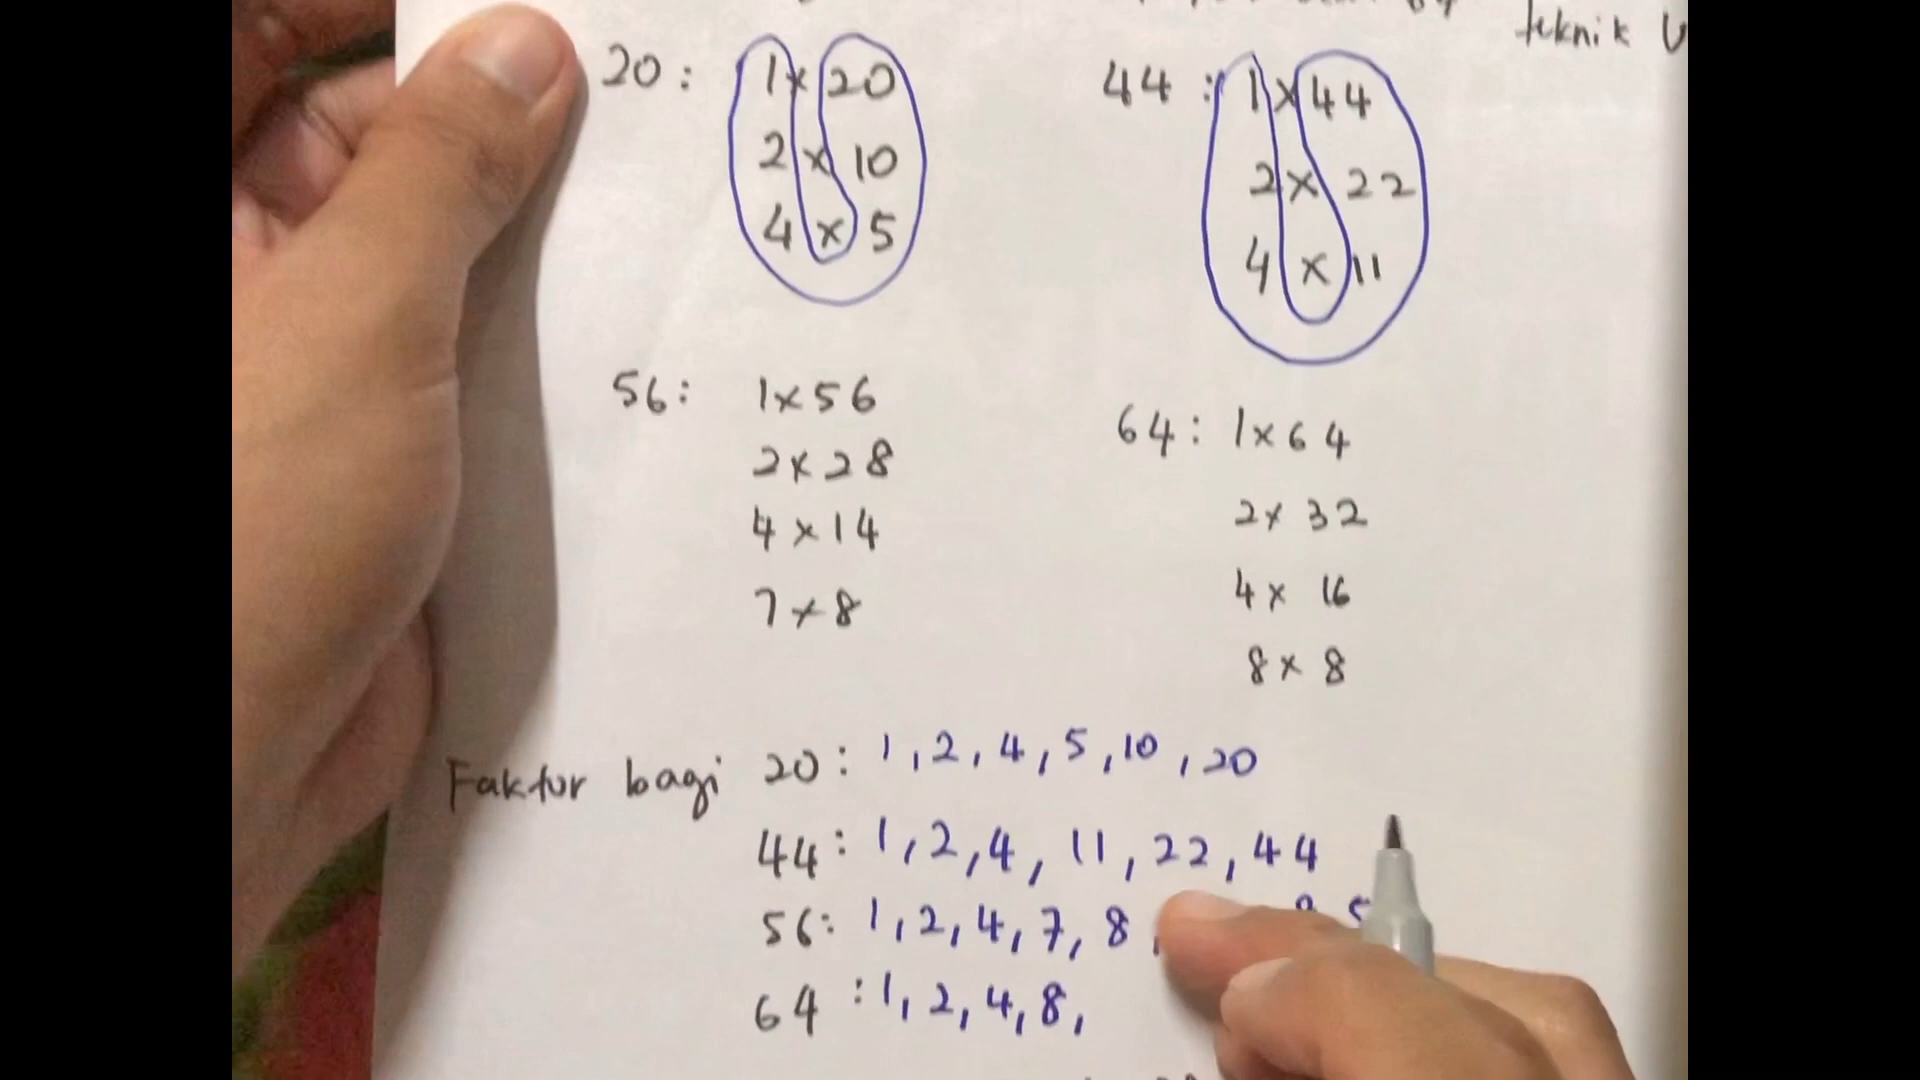 teknik U
20: 1 x 20
2 x 10
4 x 5
44: 1 x 44
2 x 22
4 x 11
56: 1 x 56
2 x 28
4 x 14
7 x 8
64: 1 x 64
2 x 32
4 x 16
8 x 8
Faktor bagi 20: 1, 2, 4, 5, 10, 20
44: 1, 2, 4, 11, 22, 44
56: 1, 2, 4, 7, 8,
64: 1, 2, 4, 8,